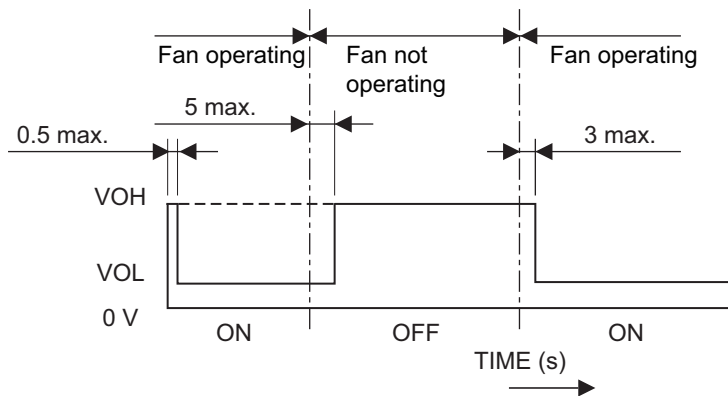 Fan operating
Fan not
operating
Fan operating
5 max.
0.5 max.
3 max.
VOH
VOL
0 V
ON
OFF
ON
TIME (s)